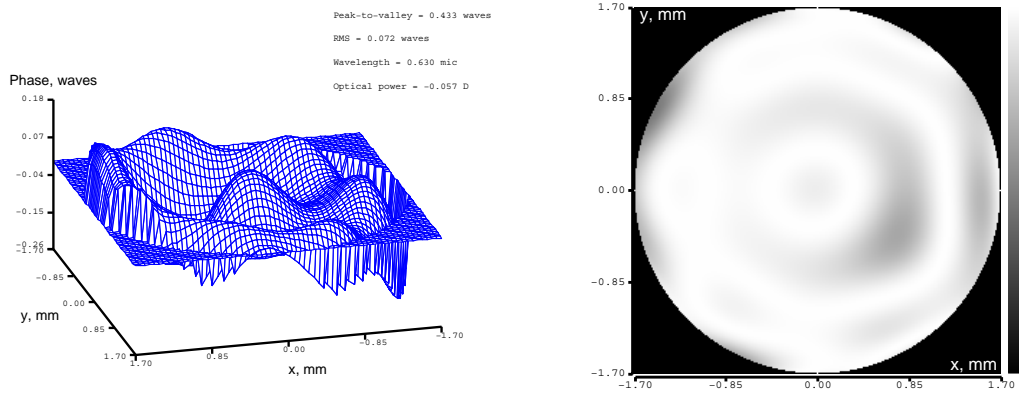 Peak-to-valley = 0.433 waves
RMS = 0.072 waves
Wavelength = 0.630 mic
Optical power = -0.057 D
Phase, waves
0.18
0.07
-0.04
-0.15
-0.26
-1.70
-0.85
0.00
0.85
1.70
y, mm
1.70
0.85
0.00
-0.85
-1.70
x, mm
1.70
y, mm
0.85
0.00
-0.85
-1.70
x, mm
-1.70
-0.85
0.00
0.85
1.70